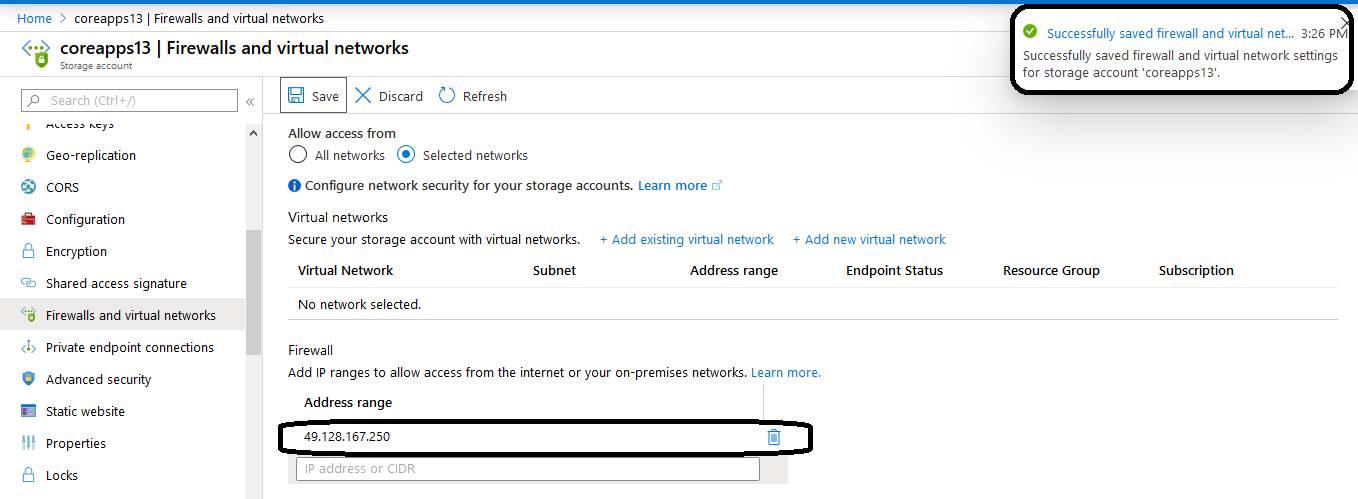 Home > coreapps13 | Firewalls and virtual networks
coreapps13 | Firewalls and virtual networks
Storage account
Successfully saved firewall and virtual net... 3:26 PM
Successfully saved firewall and virtual network settings
for storage account 'coreapps13'.
Search (Ctrl+/)
«
Access keys
Geo-replication
CORS
Configuration
Encryption
Shared access signature
Firewalls and virtual networks
Private endpoint connections
Advanced security
Static website
Properties
Locks
Save Discard Refresh
Allow access from
All networks Selected networks
Configure network security for your storage accounts. Learn more
Virtual networks
Secure your storage account with virtual networks. + Add existing virtual network + Add new virtual network
Virtual Network Subnet Address range Endpoint Status Resource Group Subscription
No network selected.
Firewall
Add IP ranges to allow access from the internet or your on-premises networks. Learn more.
Address range
49.128.167.250
IP address or CIDR